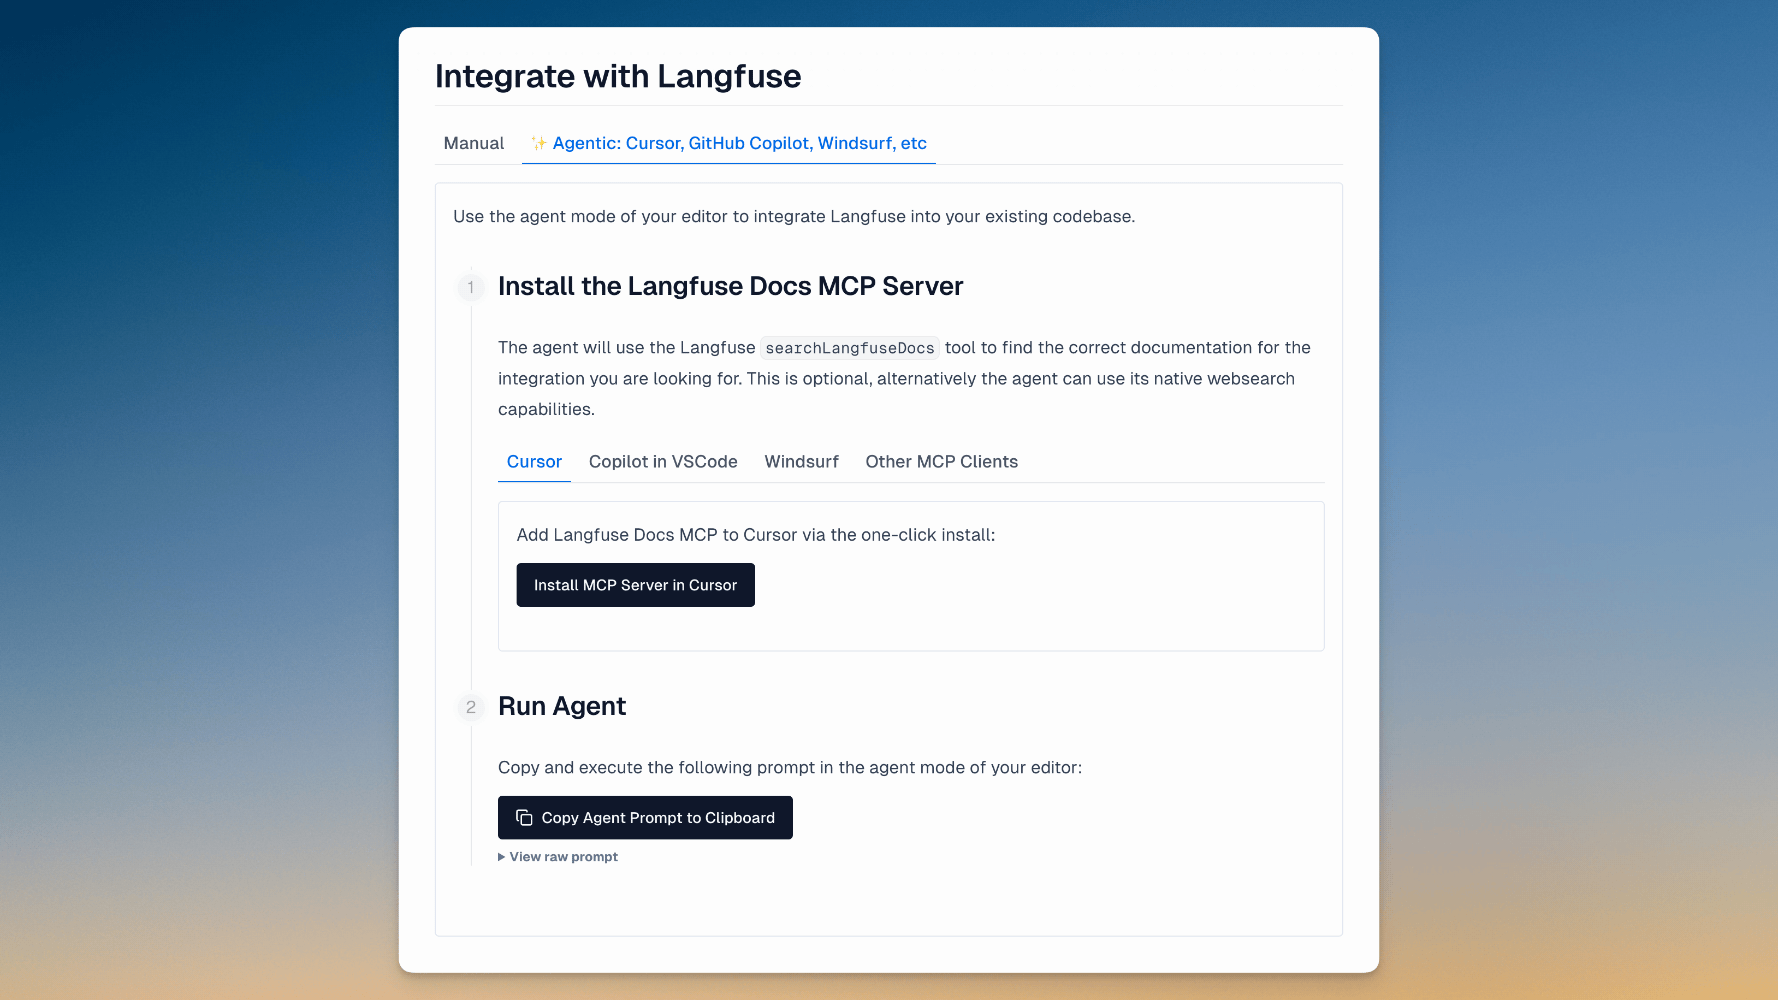 Integrate with Langfuse
Manual
✨ Agentic: Cursor, GitHub Copilot, Windsurf, etc
Use the agent mode of your editor to integrate Langfuse into your existing codebase.
1
Install the Langfuse Docs MCP Server
The agent will use the Langfuse searchLangfuseDocs tool to find the correct documentation for the
integration you are looking for. This is optional, alternatively the agent can use its native websearch
capabilities.
Cursor
Copilot in VSCode
Windsurf
Other MCP Clients
Add Langfuse Docs MCP to Cursor via the one-click install:
Install MCP Server in Cursor
2
Run Agent
Copy and execute the following prompt in the agent mode of your editor:
Copy Agent Prompt to Clipboard
View raw prompt